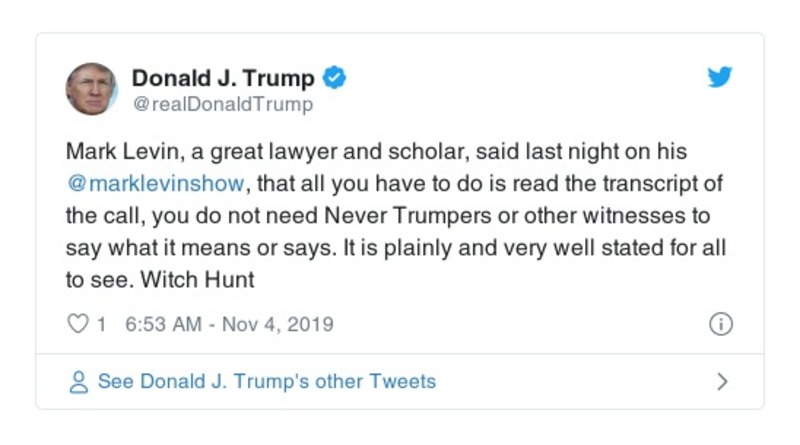 Donald J. Trump
@realDonaldTrump
Mark Levin, a great lawyer and scholar, said last night on his
@marklevinshow, that all you have to do is read the transcript of
the call, you do not need Never Trumpers or other witnesses to
say what it means or says. It is plainly and very well stated for all
to see. Witch Hunt
1 6:53 AM - Nov 4, 2019
See Donald J. Trump's other Tweets